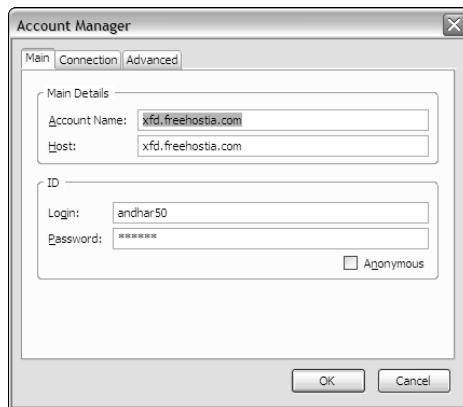 Account Manager
Main Connection Advanced
Main Details
Account Name: xfd.freehostia.com
Host: xfd.freehostia.com
ID
Login: andhar50
Password: ******
Anonymous
OK Cancel